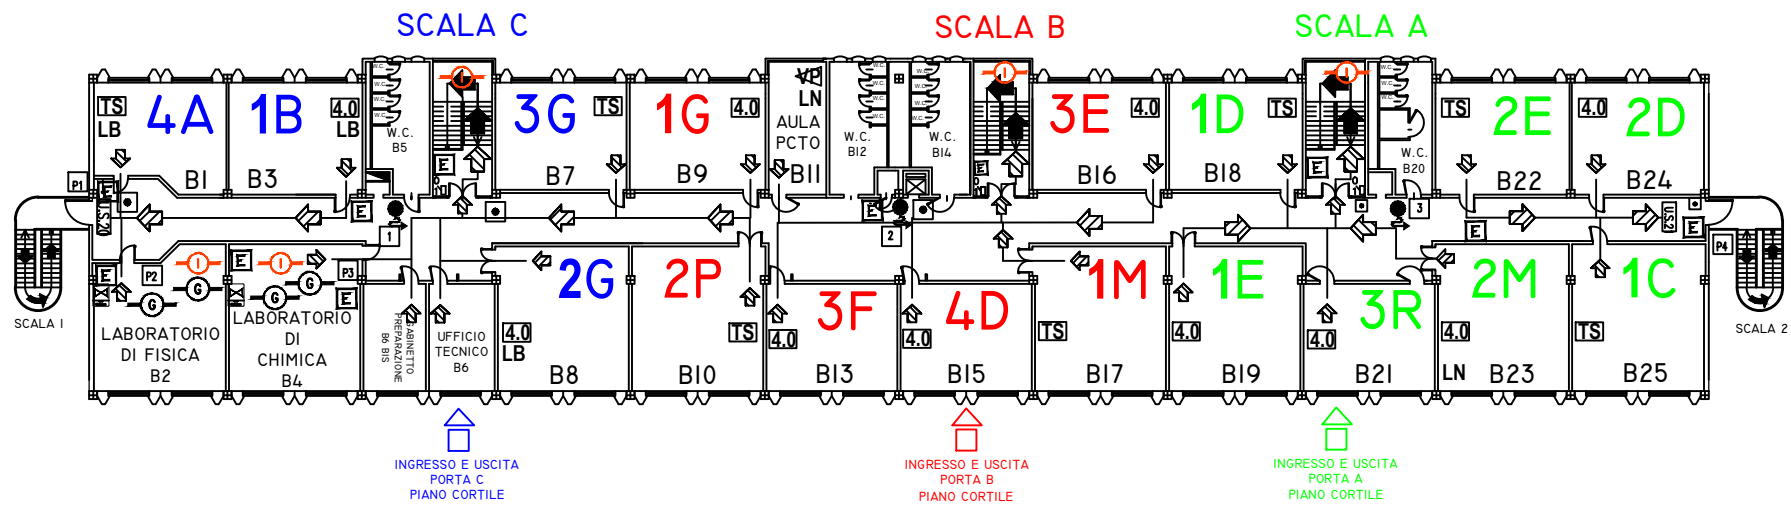 SCALA C
SCALA B
SCALA A
TS
LB
4A
B1
1B
4.0
LB
B3
W.C.
W.C.
W.C.
W.C.
W.C.
B5
I
E
3G
TS
B7
1G
4.0
B9
VP
LN
AULA
PCTO
B11
W.C.
W.C.
W.C.
W.C.
W.C.
B12
W.C.
W.C.
W.C.
W.C.
W.C.
B14
I
E
3E
4.0
B16
1D
TS
B18
I
E
W.C.
W.C.
W.C.
W.C.
B20
TS
2E
B22
4.0
2D
B24
P1
E
U.S.20
E
1
E
2
3
E
U.S.2
E
P4
SCALA 1
E
P2
I
G
G
LABORATORIO
DI FISICA
B2
E
I
G
G
P3
E
LABORATORIO
DI
CHIMICA
B4
GABINETTO
PREPARAZIONE
B6 BIS
UFFICIO
TECNICO
B6
2G
4.0
LB
B8
2P
TS
B10
3F
4.0
B13
4D
4.0
B15
1M
TS
B17
1E
4.0
B19
3R
4.0
B21
2M
4.0
LN
B23
1C
TS
B25
SCALA 2
INGRESSO E USCITA
PORTA C
PIANO CORTILE
INGRESSO E USCITA
PORTA B
PIANO CORTILE
INGRESSO E USCITA
PORTA A
PIANO CORTILE